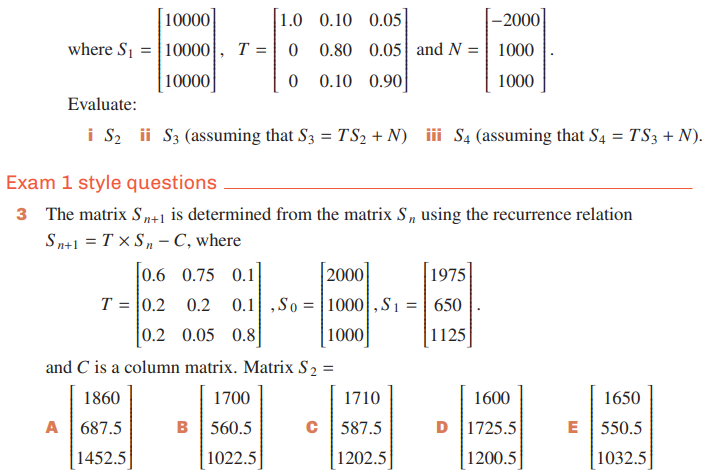 where S₁ = [10000 10000 10000], T = [1.0 0.10 0.05; 0 0.80 0.05; 0 0.10 0.90] and N = [-2000 1000 1000].
Evaluate:
i S₂ ii S₃ (assuming that S₃ = TS₂ + N) iii S₄ (assuming that S₄ = TS₃ + N).
Exam 1 style questions
3 The matrix Sₙ₊₁ is determined from the matrix Sₙ using the recurrence relation
Sₙ₊₁ = T × Sₙ − C, where
T = [0.6 0.75 0.1; 0.2 0.2 0.1; 0.2 0.05 0.8], S₀ = [2000 1000 1000], S₁ = [1975 650 1125].
and C is a column matrix. Matrix S₂ =
A [1860 687.5 1452.5] B [1700 560.5 1022.5] C [1710 587.5 1202.5] D [1600 1725.5 1200.5] E [1650 550.5 1032.5]